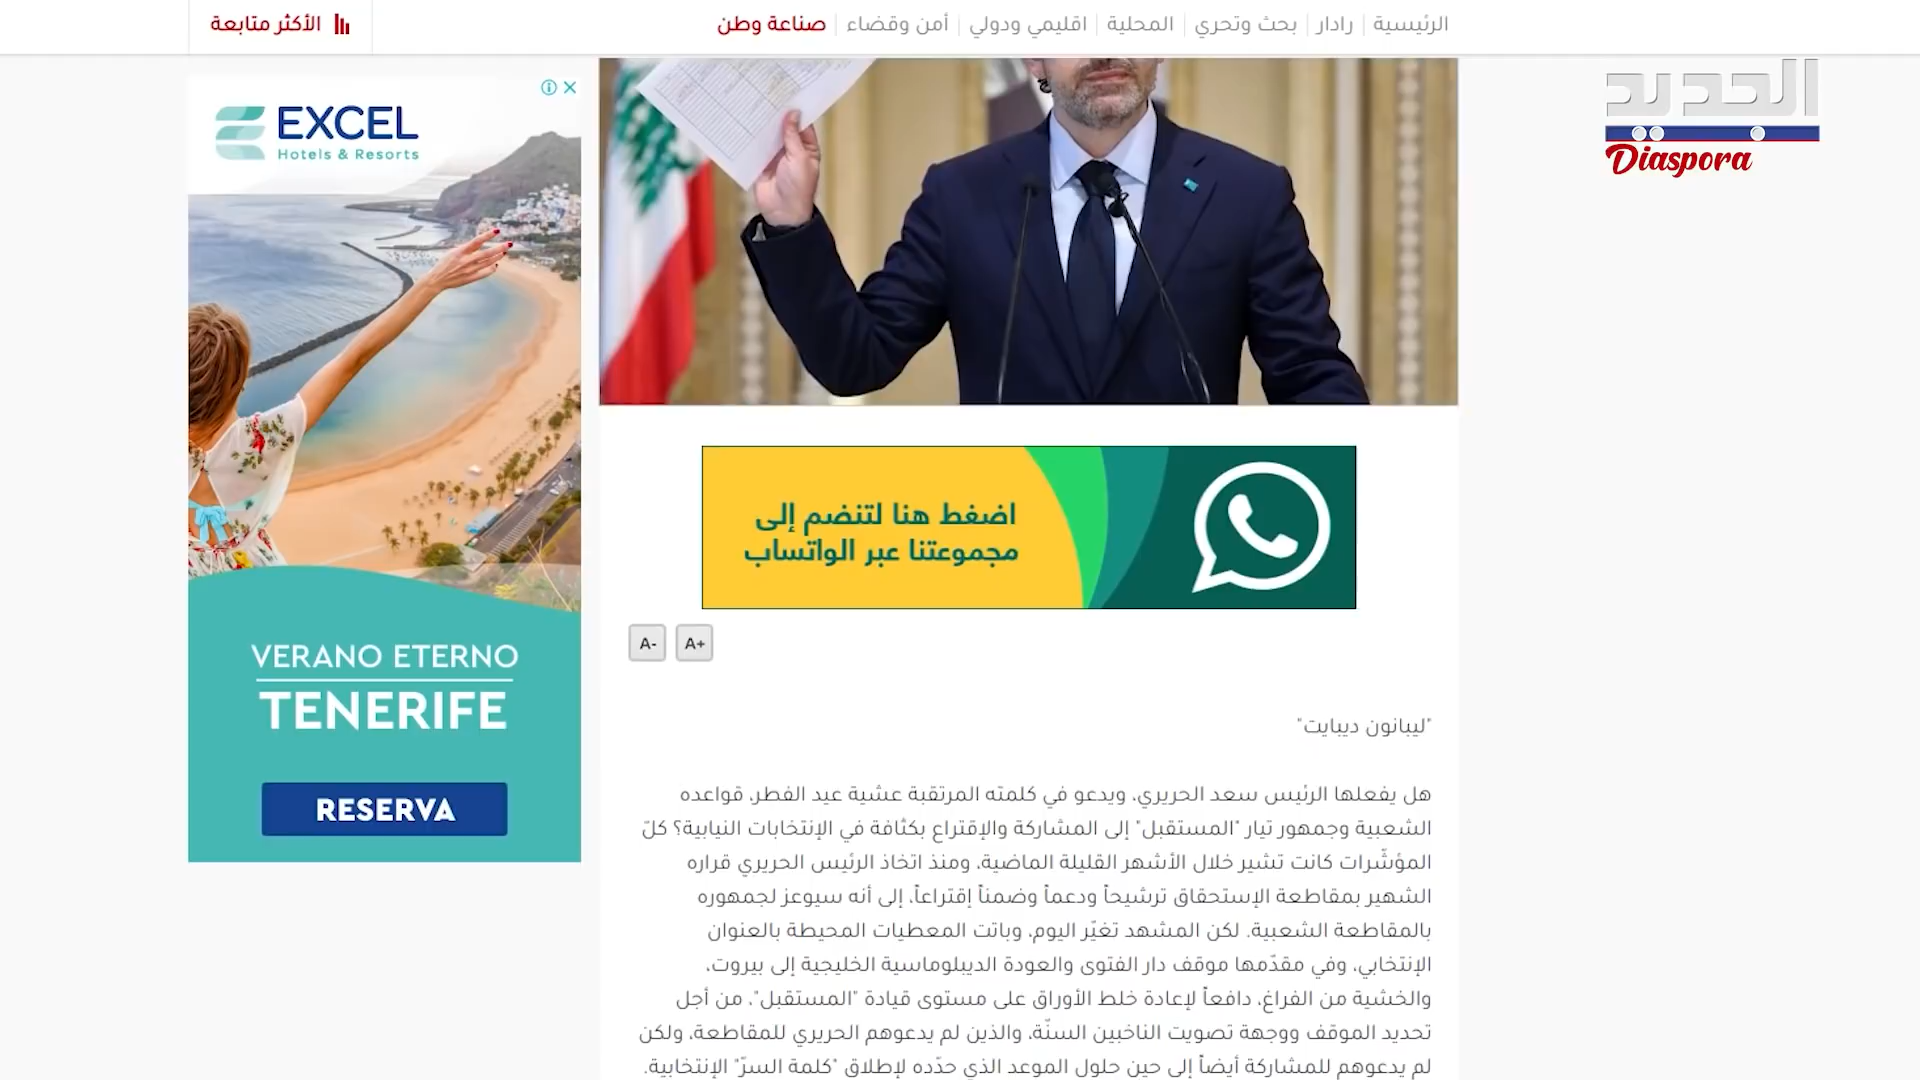 الرئيسية
رادار
بحث وتحري
المحلية
اقليمي ودولي
أمن وقضاء
صناعة وطن
الأكثر متابعة
الجديد
Diaspora
EXCEL
Hotels & Resorts
VERANO ETERNO
TENERIFE
RESERVA
اضغط هنا لتنضم إلى
مجموعتنا عبر الواتساب
A-
A+
"ليبانون ديبايت"
هل يفعلها الرئيس سعد الحريري، ويدعو في كلمته المرتقبة عشية عيد الفطر، قواعده
الشعبية وجمهور تيار "المستقبل" إلى المشاركة والإقتراع بكثافة في الإنتخابات النيابية؟ كلّ
المؤشّرات كانت تشير خلال الأشهر القليلة الماضية، ومنذ اتخاذ الرئيس الحريري قراره
الشهير بمقاطعة الإستحقاق ترشيحاً ودعماً وضمناً إقتراعاً، إلى أنه سيوعز لجمهوره
بالمقاطعة الشعبية. لكن المشهد تغيّر اليوم، وباتت المعطيات المحيطة بالعنوان
الإنتخابي، وفي مقدّمها موقف دار الفتوى والعودة الديبلوماسية الخليجية إلى بيروت،
والخشية من الفراغ، دافعاً لإعادة خلط الأوراق على مستوى قيادة "المستقبل"، من أجل
تحديد الموقف ووجهة تصويت الناخبين السنّة، والذين لم يدعوهم الحريري للمقاطعة، ولكن
لم يدعوهم للمشاركة أيضاً إلى حين حلول الموعد الذي حدّده لإطلاق "كلمة السرّ" الإنتخابية.